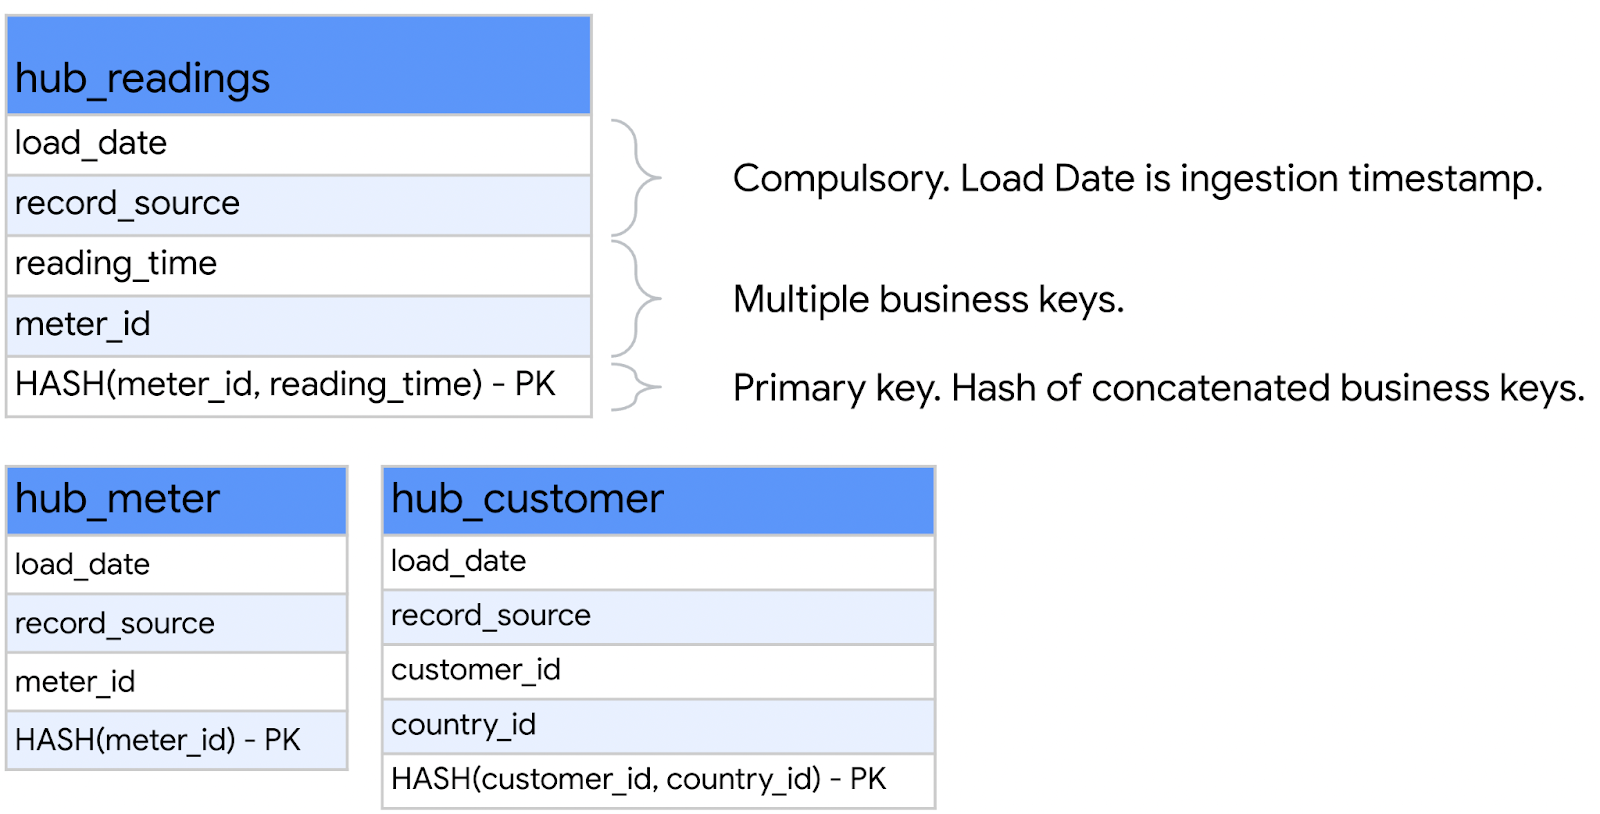 hub_readings
load_date
record_source
Compulsory. Load Date is ingestion timestamp.
reading_time
meter_id
Multiple business keys.
HASH(meter_id, reading_time) - PK
Primary key. Hash of concatenated business keys.
hub_meter
load_date
record_source
meter_id
HASH(meter_id) - PK
hub_customer
load_date
record_source
customer_id
country_id
HASH(customer_id, country_id) - PK